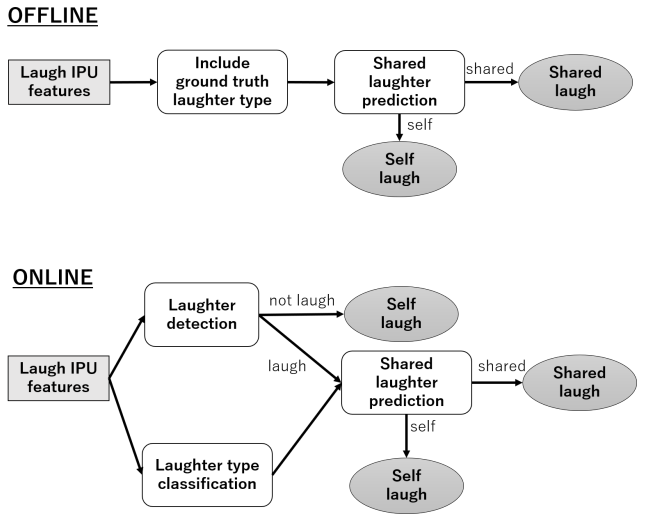 OFFLINE
Laugh IPU
features
Include
ground truth
laughter type
Shared
laughter
prediction
shared
Shared
laugh
self
Self
laugh
ONLINE
Laughter
detection
not laugh
Self
laugh
Laugh IPU
features
laugh
Shared
laughter
prediction
shared
Shared
laugh
self
Laughter type
classification
Self
laugh